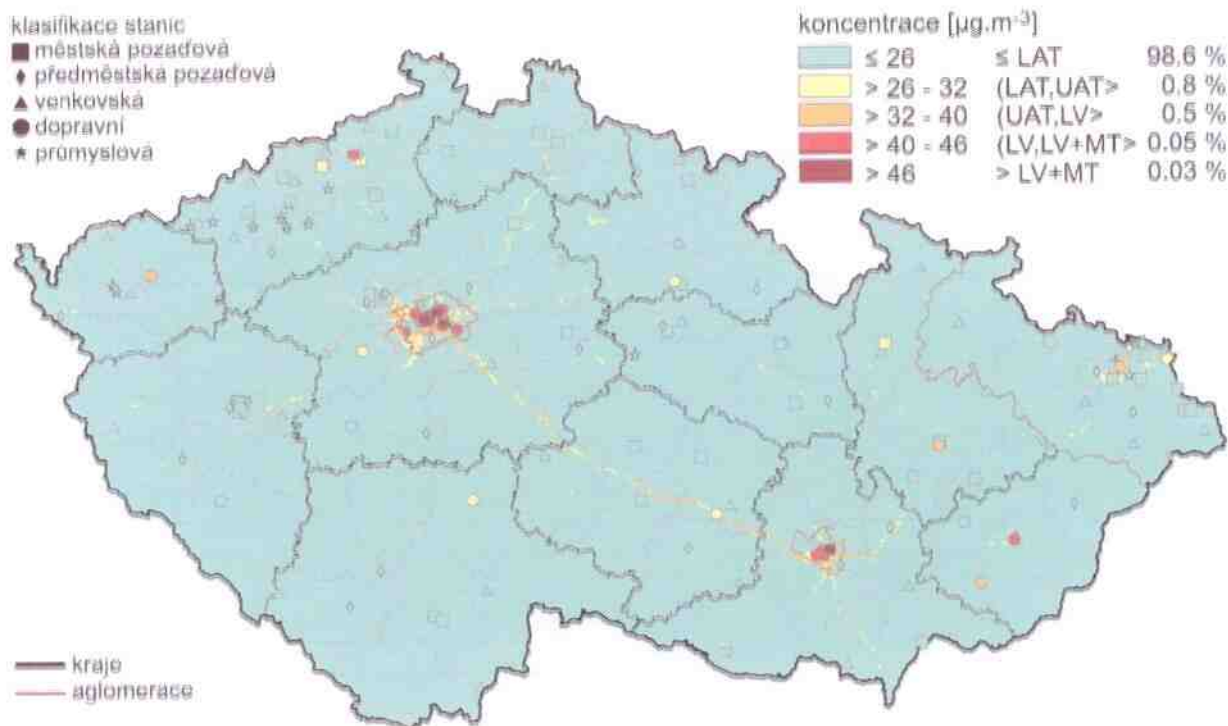 klasifikace stanic
městská pozaďová
předměstská pozaďová
venkovská
dopravní
průmyslová
koncentrace [µg.m⁻³]
≤ 26 ≤ LAT 98.6 %
> 26 - 32 (LAT,UAT> 0.8 %
> 32 - 40 (UAT,LV> 0.5 %
> 40 - 46 (LV,LV+MT> 0.05 %
> 46 > LV+MT 0.03 %
kraje
aglomerace